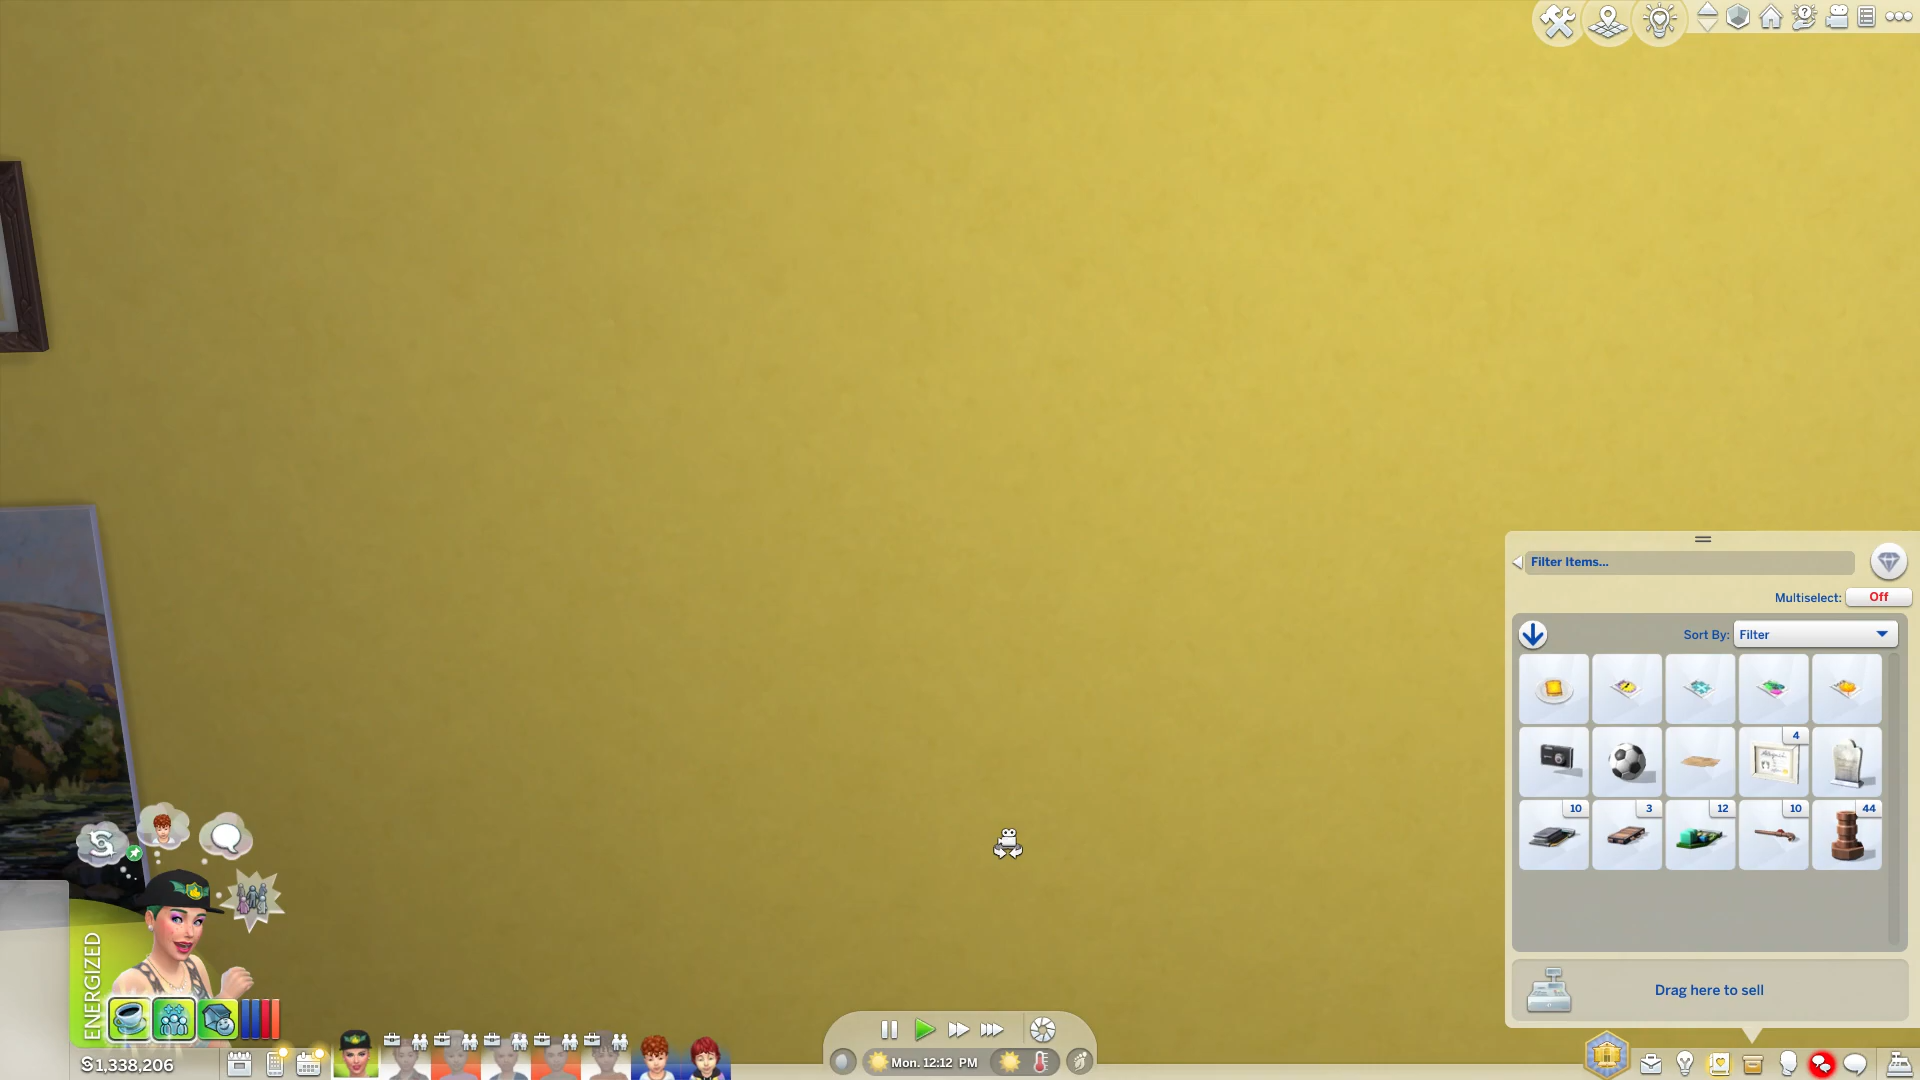 Filter Items...
Multiselect: Off
Sort By: Filter
4
10
3
12
10
44
Drag here to sell
ENERGIZED
1,338,206
Mon. 12:12 PM